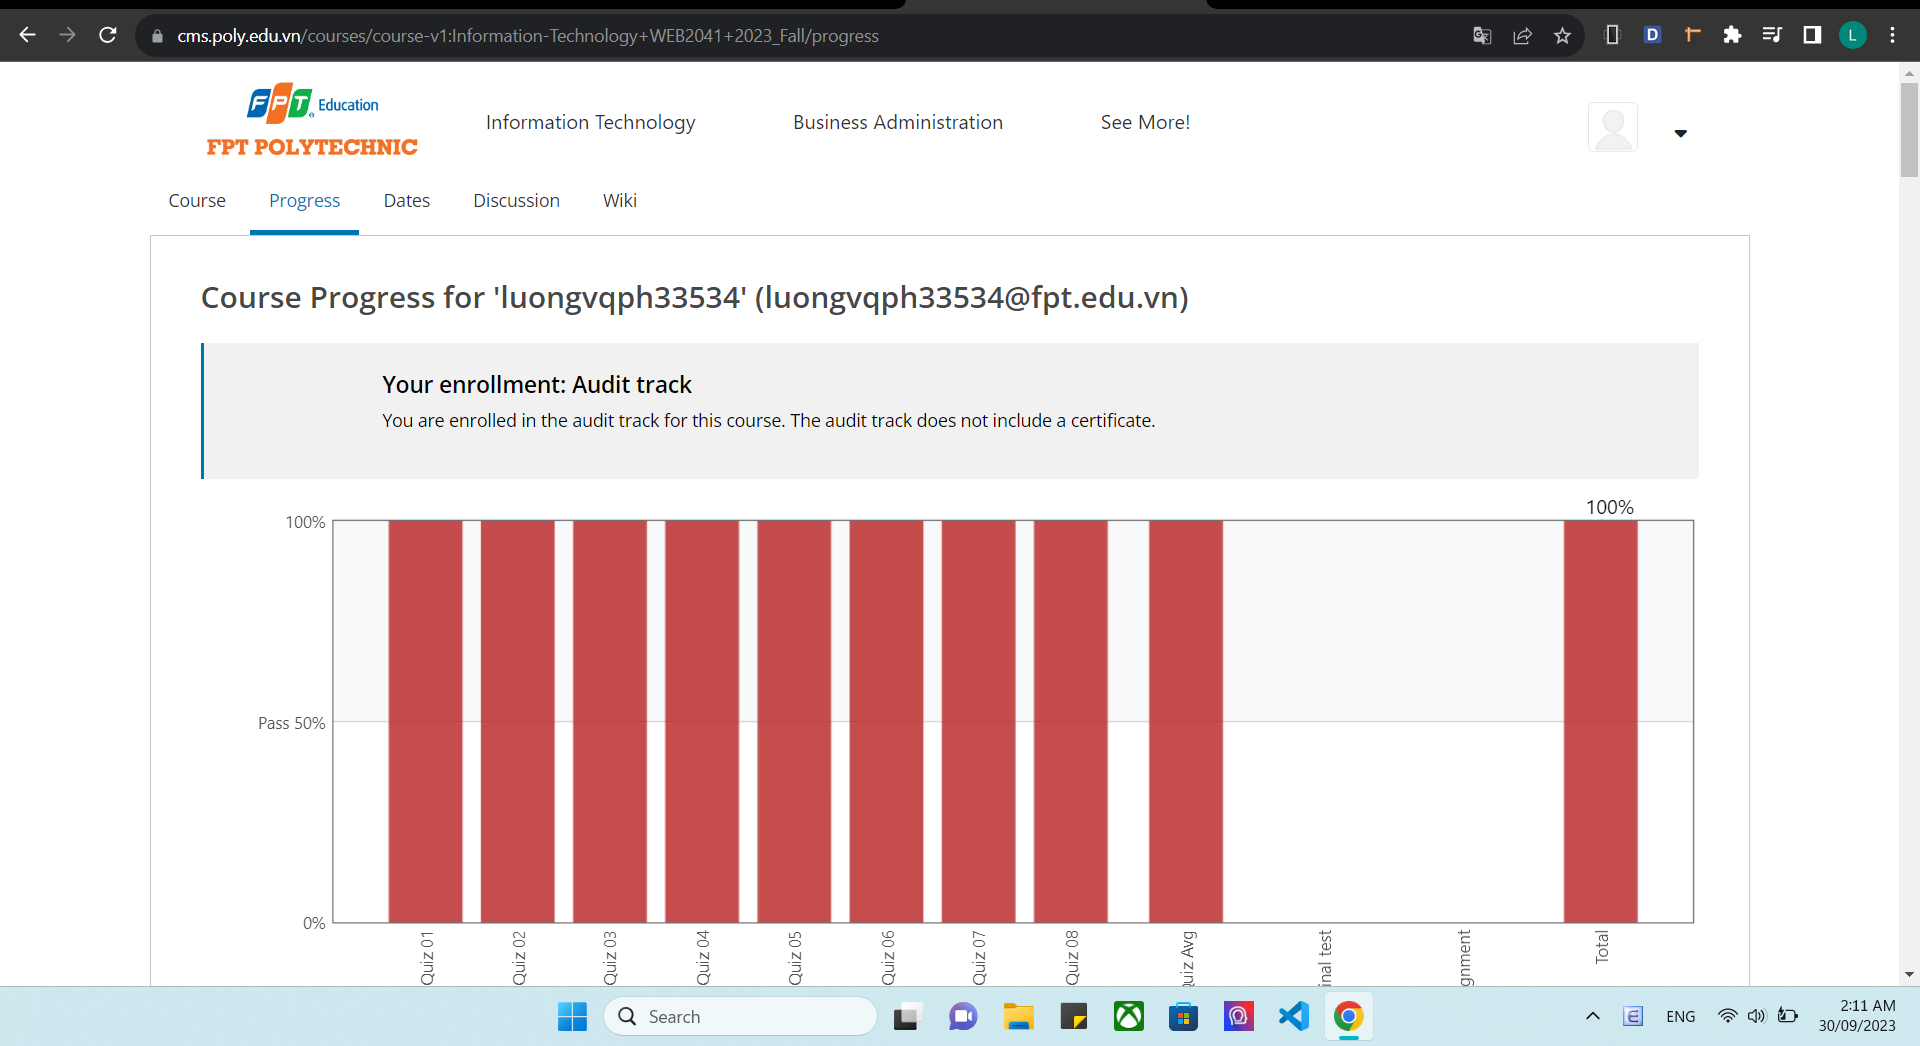 cms.poly.edu.vn/courses/course-v1:Information-Technology+WEB2041+2023_Fall/progress
D
L
FPT Education
FPT POLYTECHNIC
Information Technology
Business Administration
See More!
Course
Progress
Dates
Discussion
Wiki
Course Progress for 'luongvqph33534' (luongvqph33534@fpt.edu.vn)
Your enrollment: Audit track
You are enrolled in the audit track for this course. The audit track does not include a certificate.
100%
100%
Pass 50%
0%
Quiz 01
Quiz 02
Quiz 03
Quiz 04
Quiz 05
Quiz 06
Quiz 07
Quiz 08
uiz Avg
inal test
gnment
Total
Search
E
ENG
2:11 AM
30/09/2023